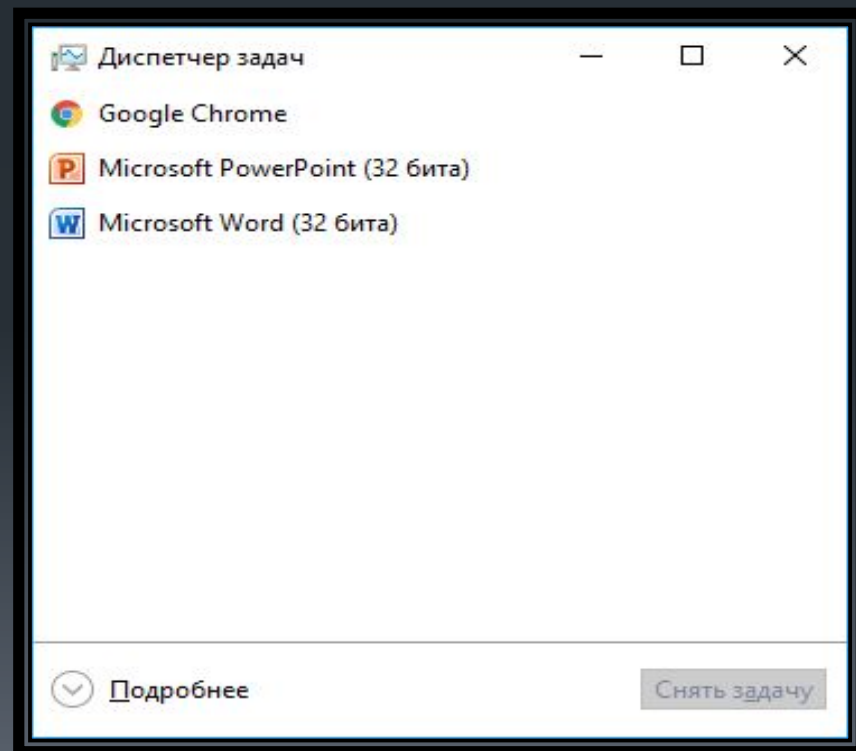 Диспетчер задач
Google Chrome
Microsoft PowerPoint (32 бита)
Microsoft Word (32 бита)
Подробнее
Снять задачу